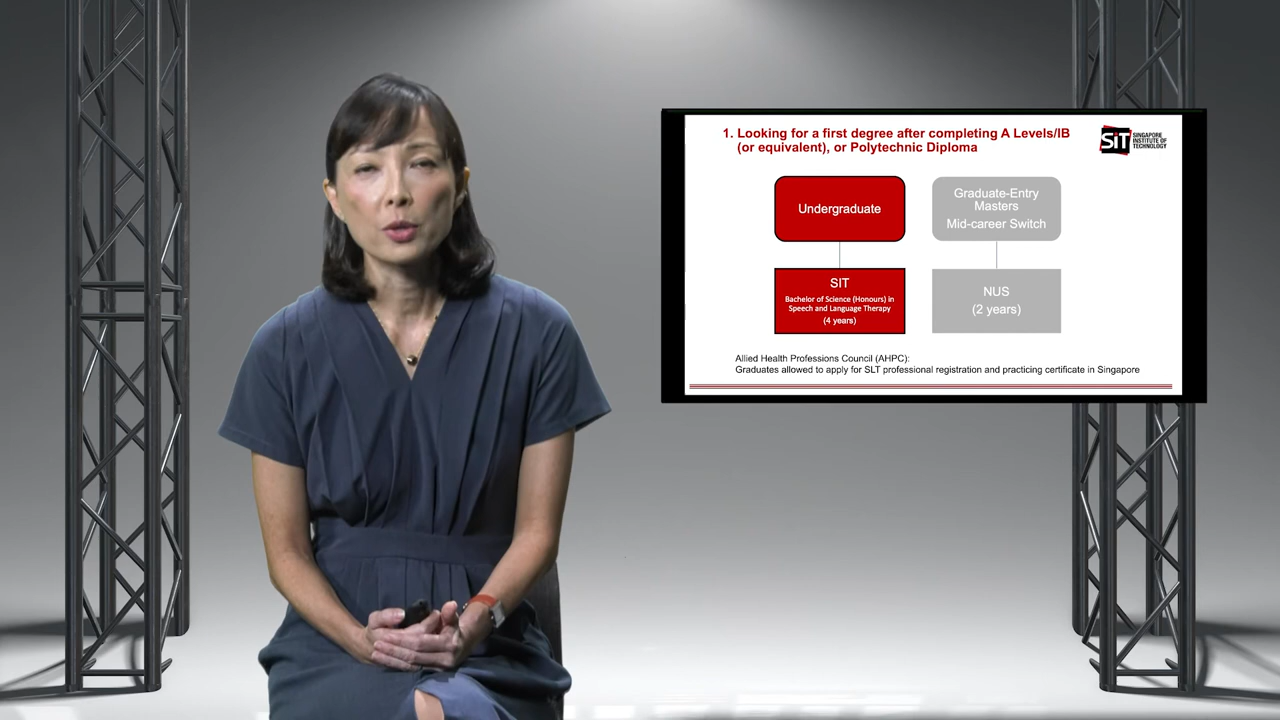 1. Looking for a first degree after completing A Levels/IB
(or equivalent), or Polytechnic Diploma
SiT
SINGAPORE
INSTITUTE OF
TECHNOLOGY
Undergraduate
Graduate-Entry
Masters
Mid-career Switch
SIT
Bachelor of Science (Honours) in
Speech and Language Therapy
(4 years)
NUS
(2 years)
Allied Health Professions Council (AHPC):
Graduates allowed to apply for SLT professional registration and practicing certificate in Singapore